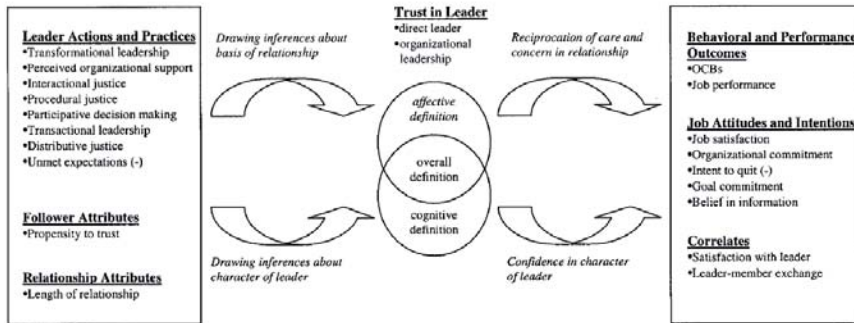 Leader Actions and Practices
•Transformational leadership
•Perceived organizational support
•Interactional justice
•Procedural justice
•Participative decision making
•Transactional leadership
•Distributive justice
•Unmet expectations (-)
Follower Attributes
•Propensity to trust
Relationship Attributes
•Length of relationship
Drawing inferences about
basis of relationship
Drawing inferences about
character of leader
Trust in Leader
•direct leader
•organizational
leadership
affective
definition
overall
definition
cognitive
definition
Reciprocation of care and
concern in relationship
Confidence in character
of leader
Behavioral and Performance
Outcomes
•OCBs
•Job performance
Job Attitudes and Intentions
•Job satisfaction
•Organizational commitment
•Intent to quit (-)
•Goal commitment
•Belief in information
Correlates
•Satisfaction with leader
•Leader-member exchange